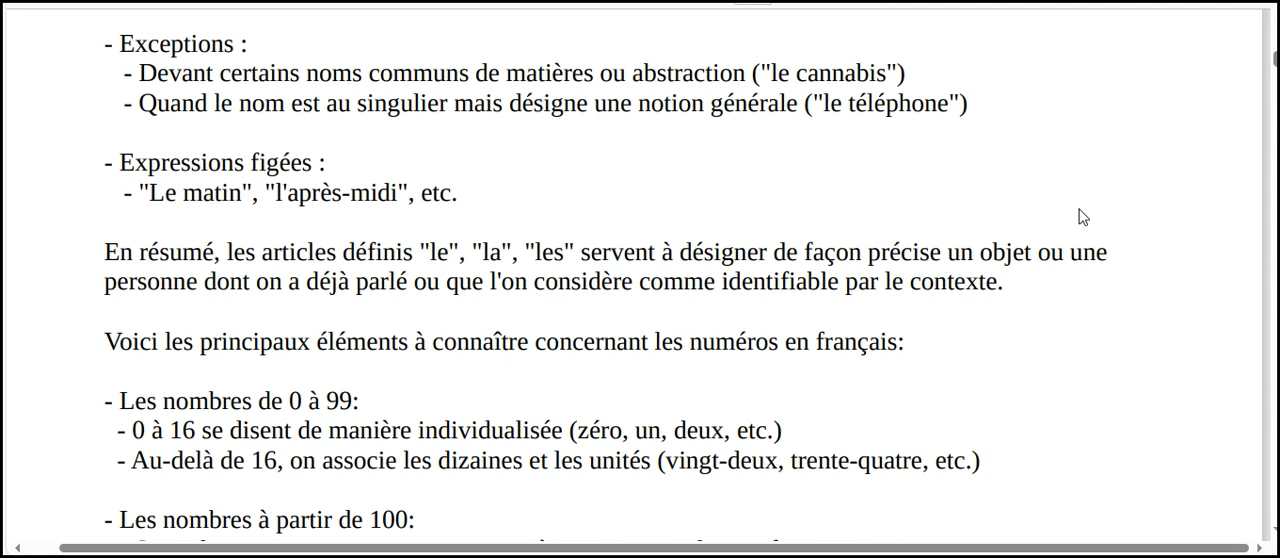 - Exceptions :
- Devant certains noms communs de matières ou abstraction ("le cannabis")
- Quand le nom est au singulier mais désigne une notion générale ("le téléphone")
- Expressions figées :
- "Le matin", "l'après-midi", etc.
En résumé, les articles définis "le", "la", "les" servent à désigner de façon précise un objet ou une
personne dont on a déjà parlé ou que l'on considère comme identifiable par le contexte.
Voici les principaux éléments à connaître concernant les numéros en français:
- Les nombres de 0 à 99:
- 0 à 16 se disent de manière individualisée (zéro, un, deux, etc.)
- Au-delà de 16, on associe les dizaines et les unités (vingt-deux, trente-quatre, etc.)
- Les nombres à partir de 100: